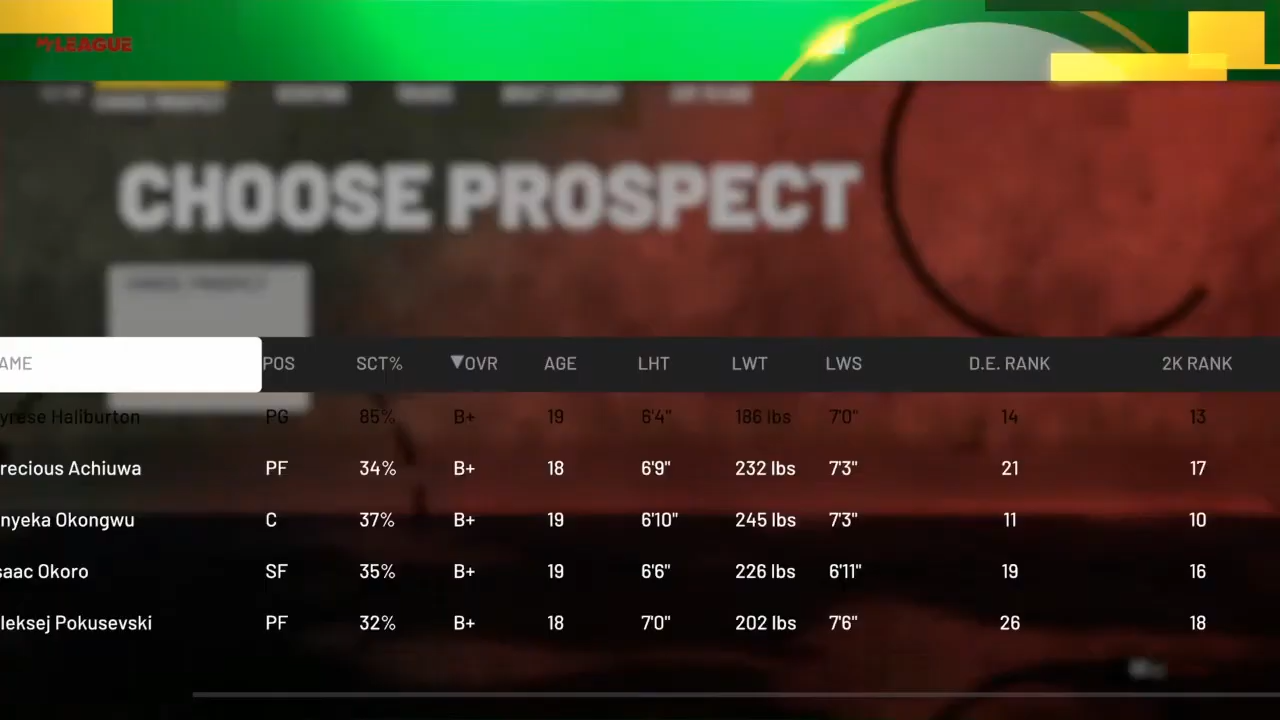 MyLEAGUE
CHOOSE PROSPECT
CHOOSE PROSPECT
AME POS SCT% ▼OVR AGE LHT LWT LWS D.E. RANK 2K RANK
yrese Haliburton PG 85% B+ 19 6'4" 186 lbs 7'0" 14 13
recious Achiuwa PF 34% B+ 18 6'9" 232 lbs 7'3" 21 17
nyeka Okongwu C 37% B+ 19 6'10" 245 lbs 7'3" 11 10
saac Okoro SF 35% B+ 19 6'6" 226 lbs 6'11" 19 16
leksej Pokusevski PF 32% B+ 18 7'0" 202 lbs 7'6" 26 18